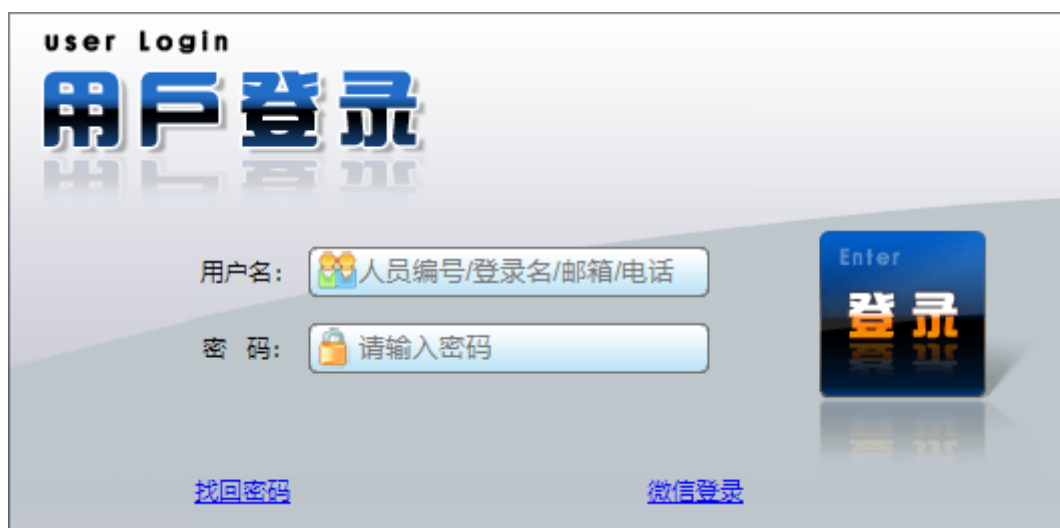 user Login
用戶登录
用户名：
人员编号/登录名/邮箱/电话
密 码：
请输入密码
Enter
登录
找回密码
微信登录